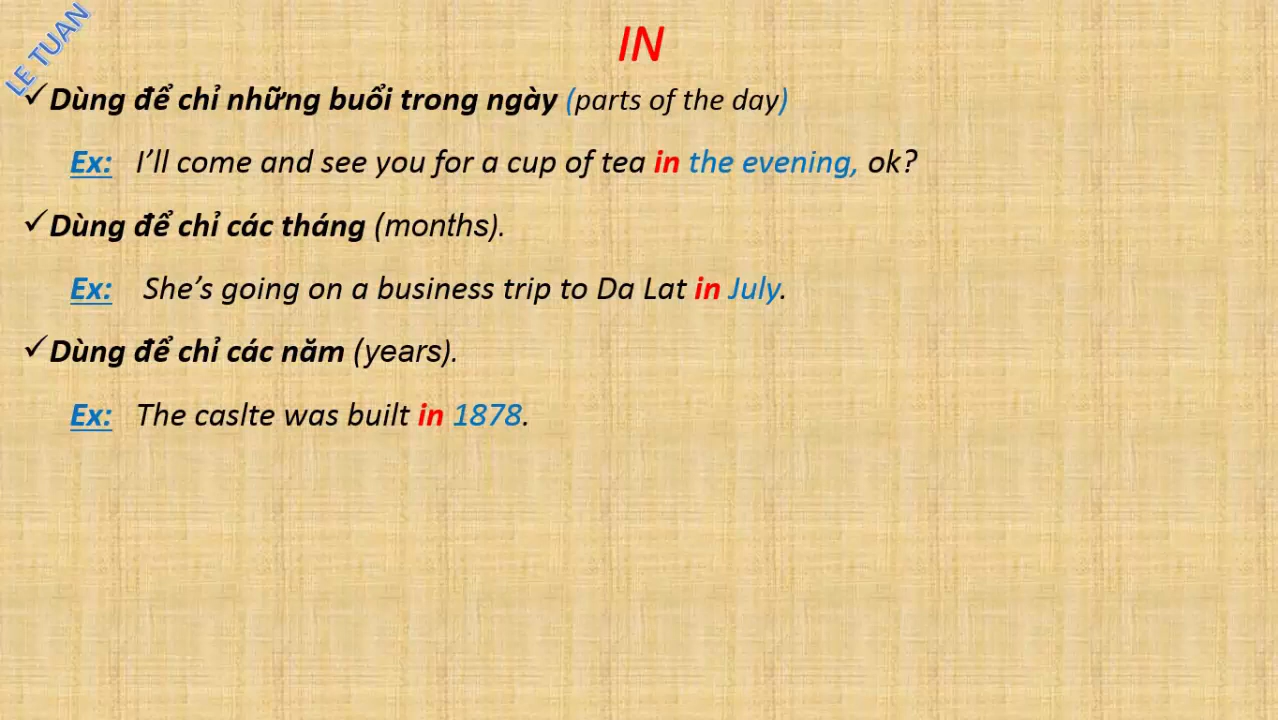 LE TUAN
IN
✓Dùng để chỉ những buổi trong ngày (parts of the day)
Ex: I’ll come and see you for a cup of tea in the evening, ok?
✓Dùng để chỉ các tháng (months).
Ex: She’s going on a business trip to Da Lat in July.
✓Dùng để chỉ các năm (years).
Ex: The caslte was built in 1878.